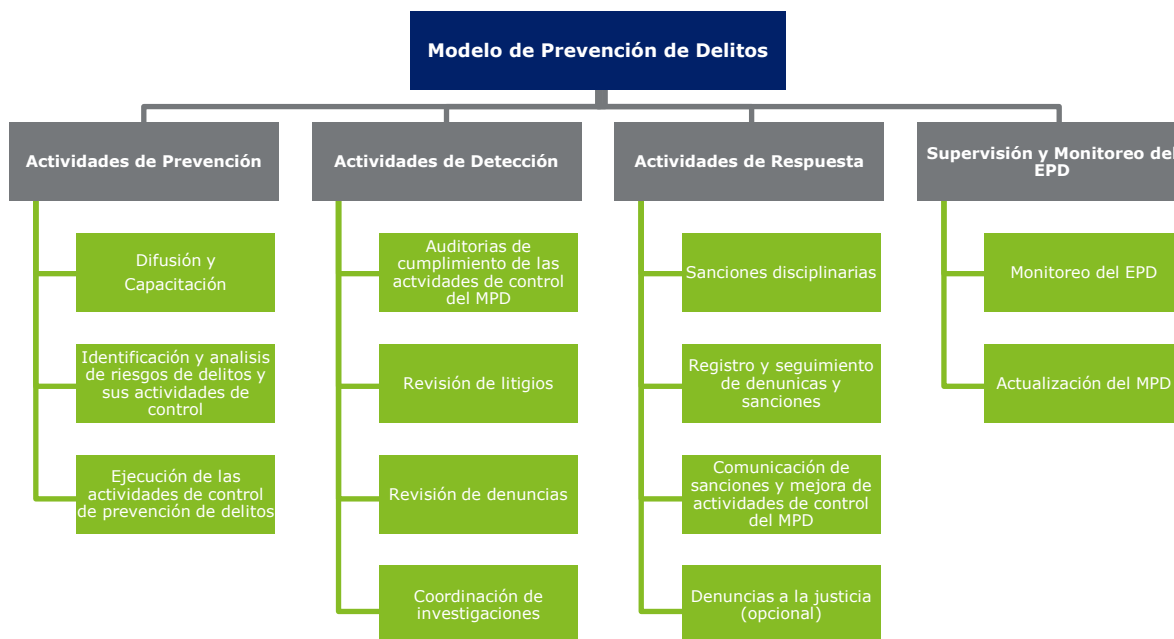 Modelo de Prevención de Delitos
Actividades de Prevención
Difusión y
Capacitación
Identificación y analisis
de riesgos de delitos y
sus actividades de
control
Ejecución de las
actividades de control
de prevención de delitos
Actividades de Detección
Auditorias de
cumplimiento de las
actvidades de control
del MPD
Revisión de litigios
Revisión de denuncias
Coordinación de
investigaciones
Actividades de Respuesta
Sanciones disciplinarias
Registro y seguimiento
de denunicas y
sanciones
Comunicación de
sanciones y mejora de
actividades de control
del MPD
Denuncias a la justicia
(opcional)
Supervisión y Monitoreo del
EPD
Monitoreo del EPD
Actualización del MPD